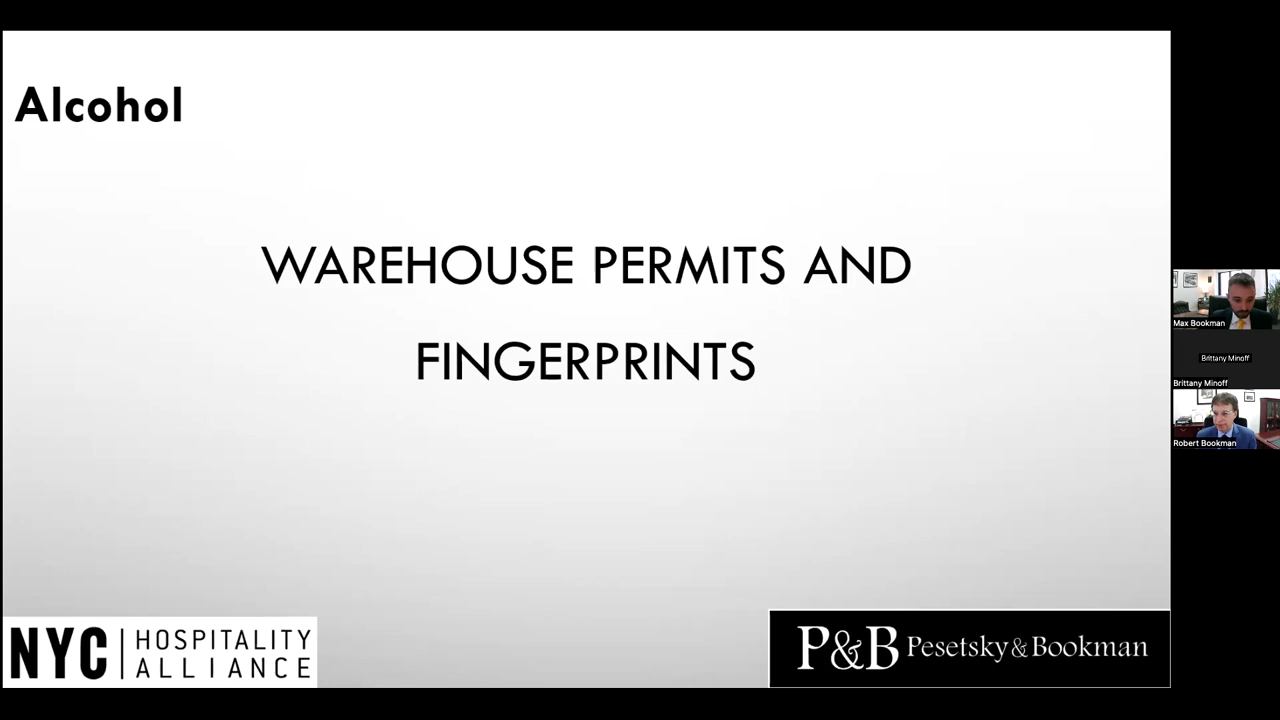 Alcohol
WAREHOUSE PERMITS AND
FINGERPRINTS
NYC HOSPITALITY
ALLIANCE
P&B Pesetsky & Bookman
Max Bookman
Brittany Minoff
Brittany Minoff
Robert Bookman